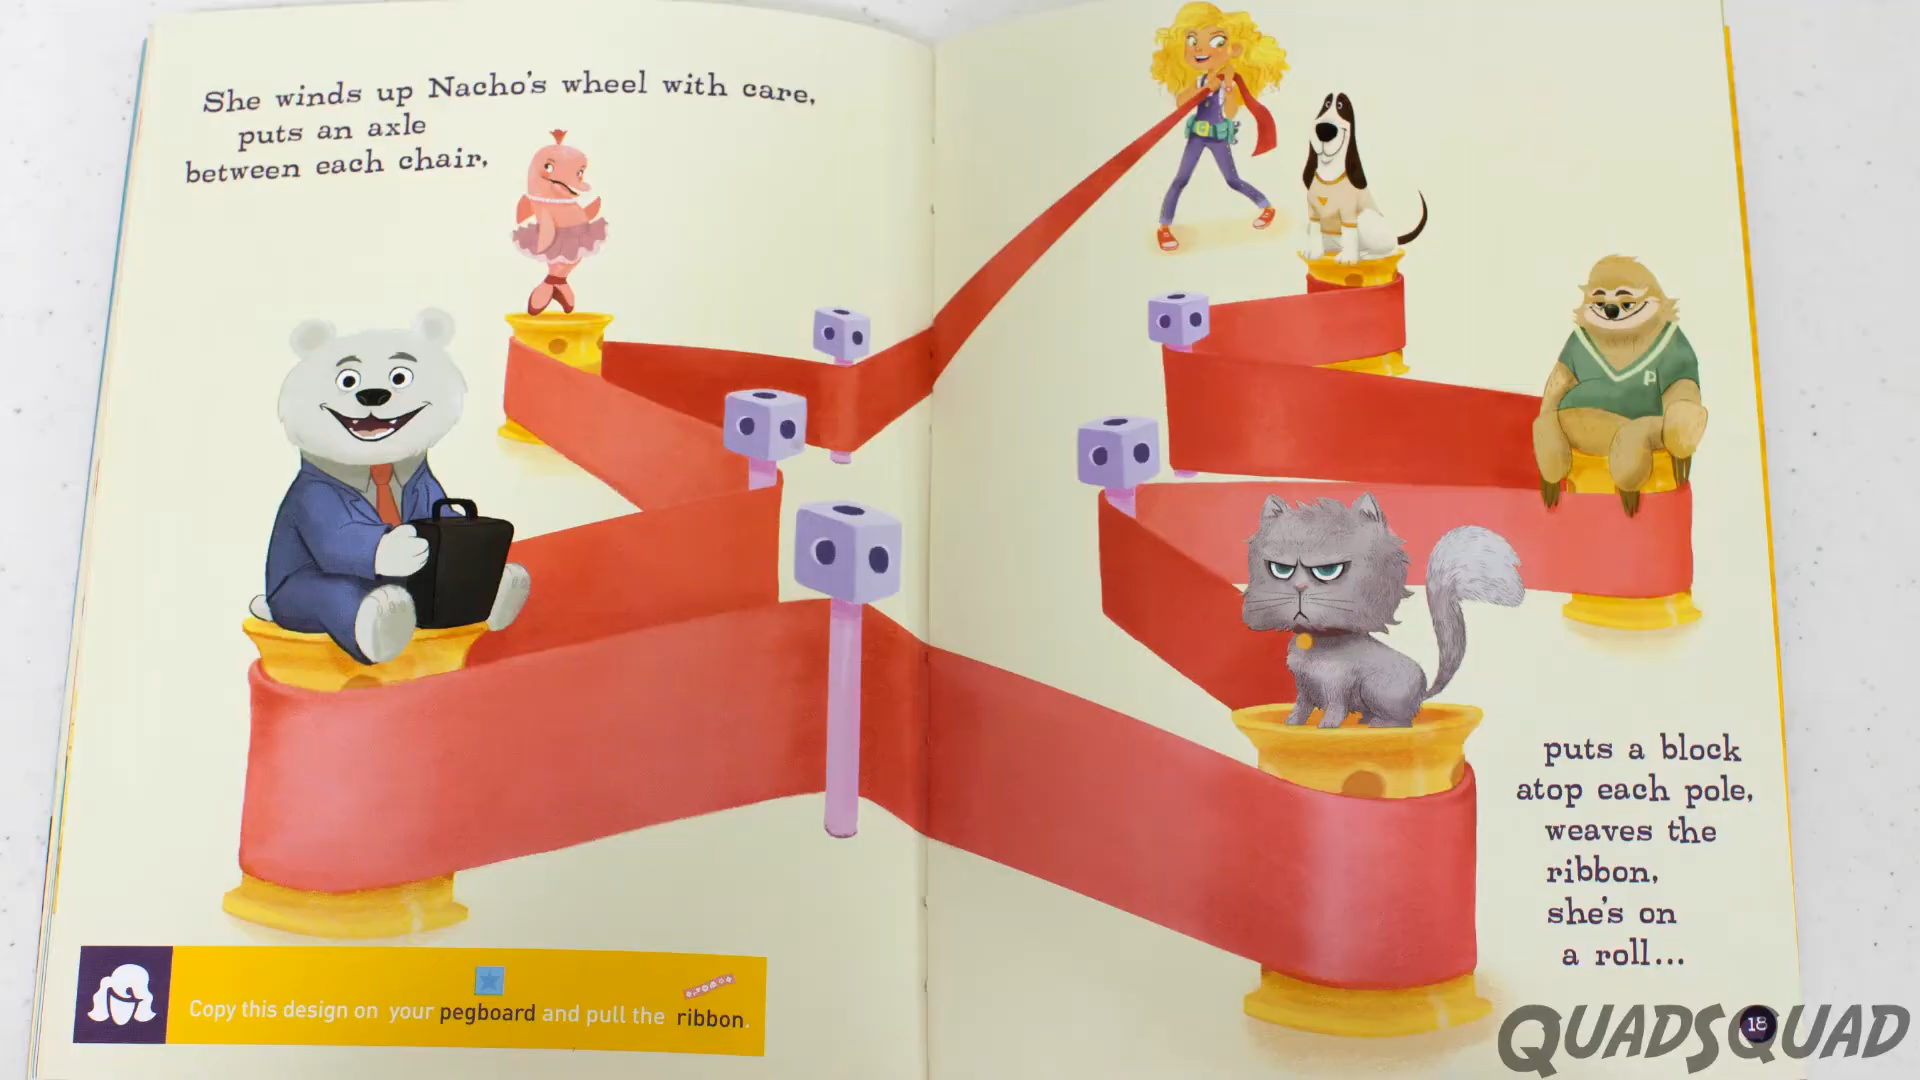 She winds up Nacho's wheel with care,
puts an axle
between each chair,
P
puts a block
atop each pole,
weaves the
ribbon,
she's on
a roll...
Copy this design on your pegboard and pull the ribbon.
18
QUADSQUAD